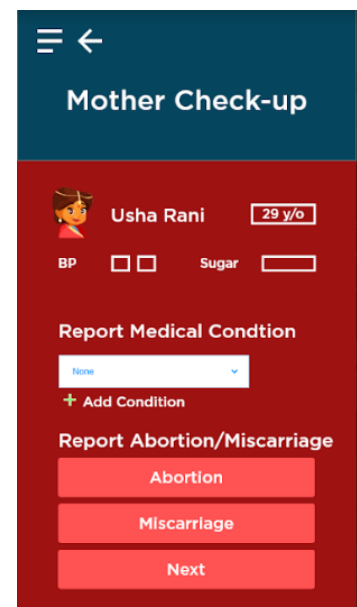 Mother Check-up
Usha Rani 29 y/o
BP Sugar
Report Medical Condtion
None
+ Add Condition
Report Abortion/Miscarriage
Abortion
Miscarriage
Next